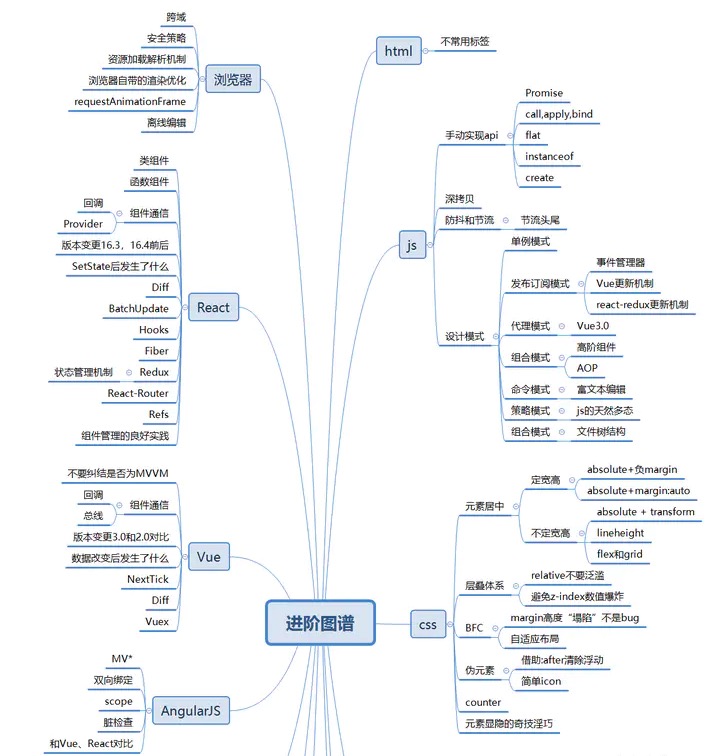 进阶图谱
浏览器
跨域
安全策略
资源加载解析机制
浏览器自带的渲染优化
requestAnimationFrame
离线编辑
React
类组件
函数组件
组件通信
回调
Provider
版本变更16.3，16.4前后
SetState后发生了什么
Diff
BatchUpdate
Hooks
Fiber
Redux
状态管理机制
React-Router
Refs
组件管理的良好实践
Vue
不要纠结是否为MVVM
组件通信
回调
总线
版本变更3.0和2.0对比
数据改变后发生了什么
NextTick
Diff
Vuex
AngularJS
MV*
双向绑定
scope
脏检查
和Vue、React对比
html
不常用标签
js
手动实现api
Promise
call,apply,bind
flat
instanceof
create
深拷贝
防抖和节流
节流头尾
设计模式
单例模式
发布订阅模式
事件管理器
Vue更新机制
react-redux更新机制
代理模式
Vue3.0
组合模式
高阶组件
AOP
命令模式
富文本编辑
策略模式
js的天然多态
组合模式
文件树结构
css
元素居中
定宽高
absolute+负margin
absolute+margin:auto
不定宽高
absolute + transform
lineheight
flex和grid
层叠体系
relative不要泛滥
避免z-index数值爆炸
BFC
margin高度“塌陷”不是bug
自适应布局
伪元素
借助:after清除浮动
简单icon
counter
元素显隐的奇技淫巧